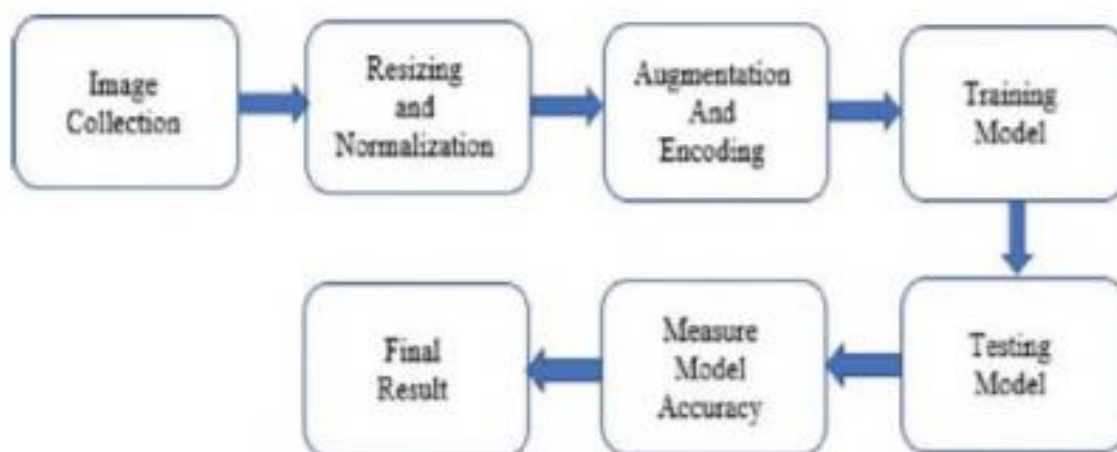 Image
Collection
Resizing
and
Normalization
Augmentation
And
Encoding
Training
Model
Testing
Model
Measure
Model
Accuracy
Final
Result